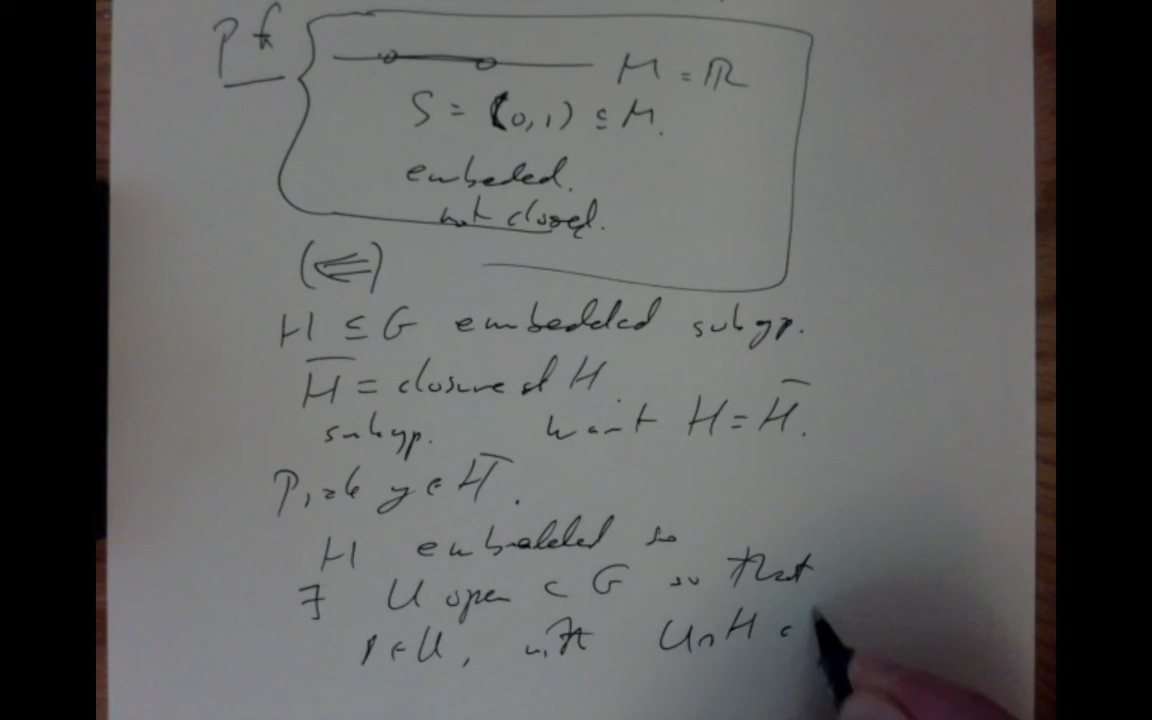 pf
M = ℝ
S = (0,1) ⊆ M.
embeded.
not closed.
(⇐)
H ≤ G embedded subgp.
H̅ = closure of H.
subgp. want H = H̅.
Pick y ∈ H̅.
H embedded so
∃ U open ⊂ G so that
1 ∈ U, with U ∩ H c